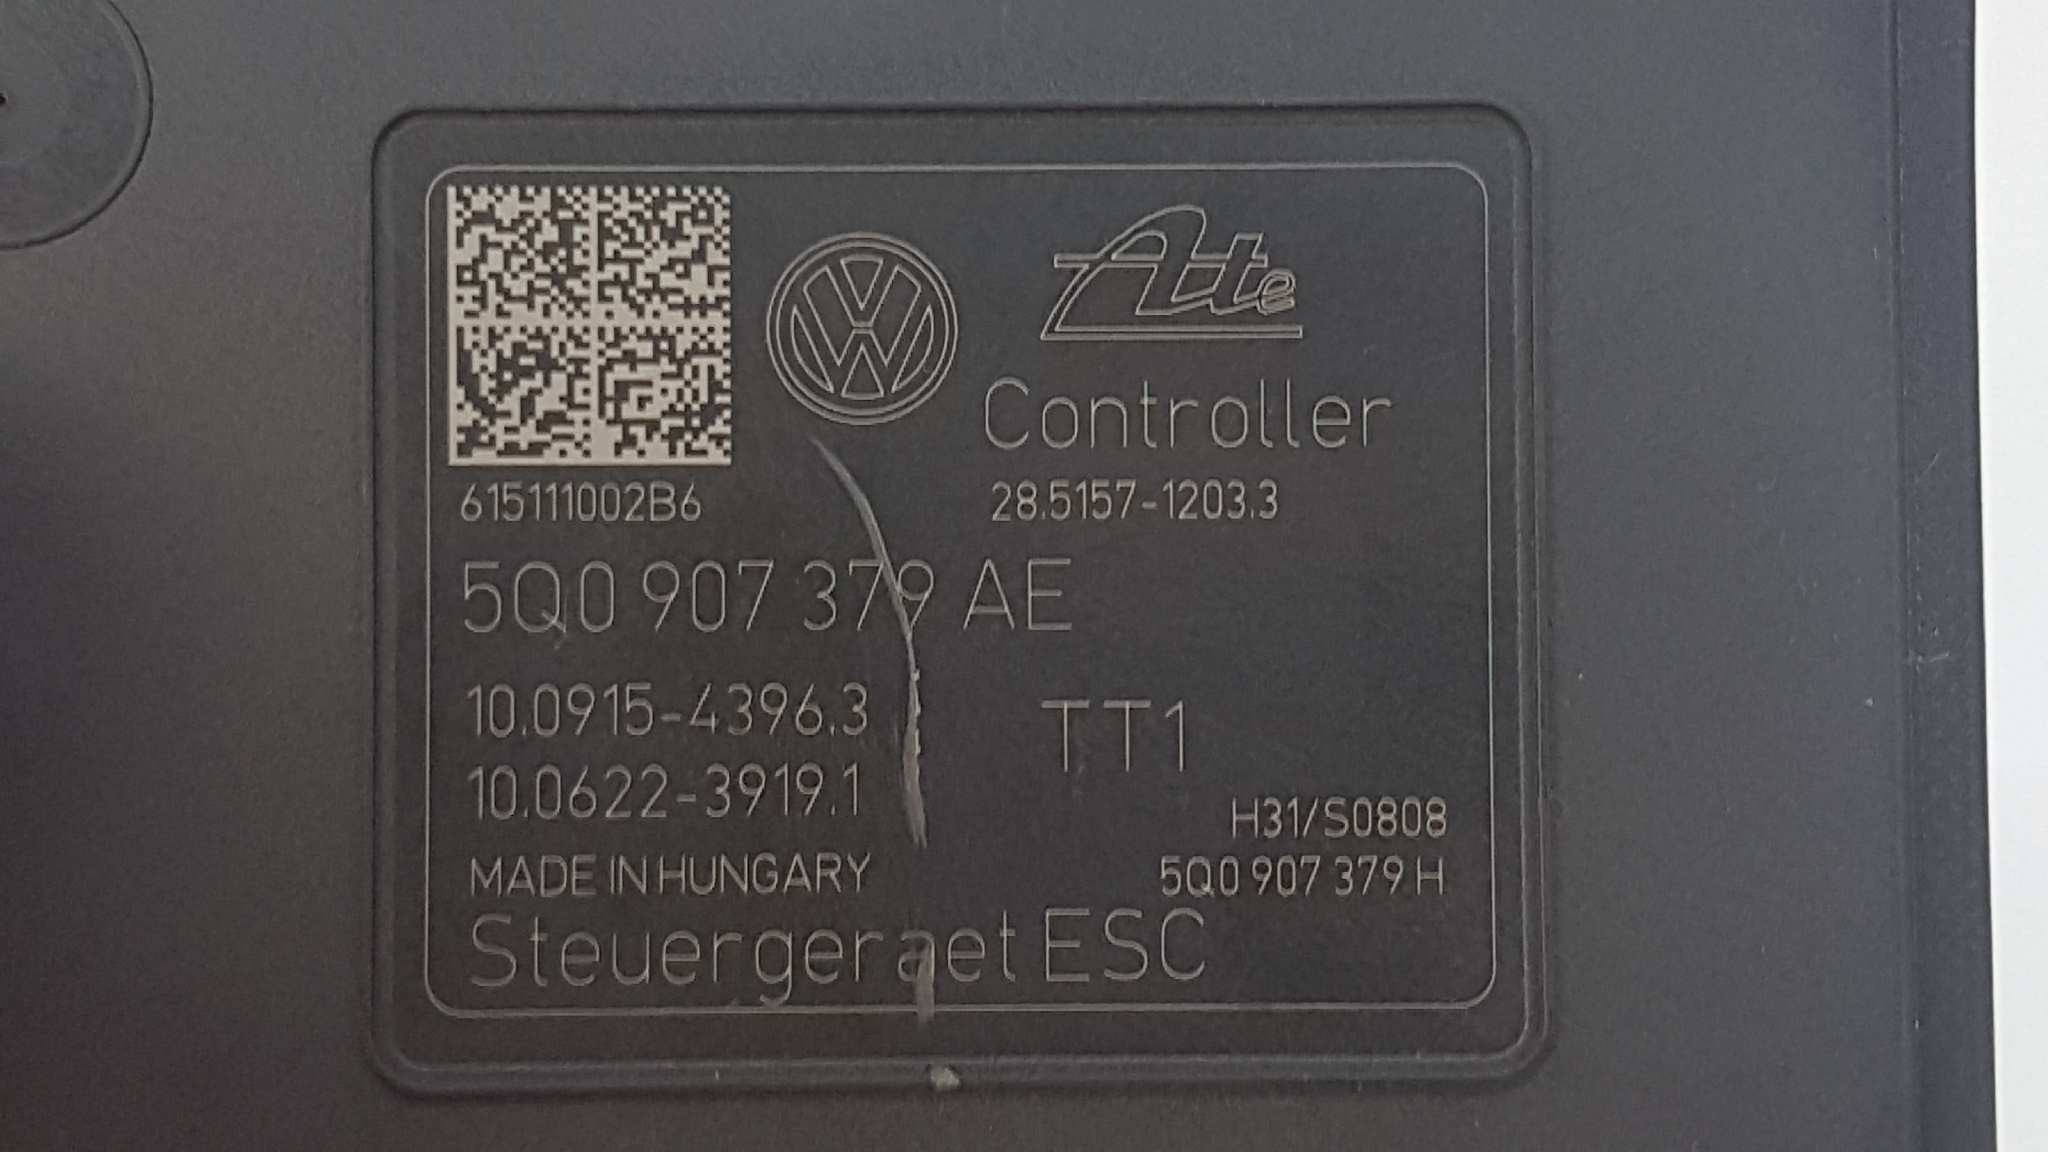 Ate
Controller
615111002B6
28.5157-1203.3
5Q0 907 379 AE
10.0915-4396.3
TT1
10.0622-3919.1
H31/S0808
MADE IN HUNGARY
5Q0 907 379 H
Steuergeraet ESC